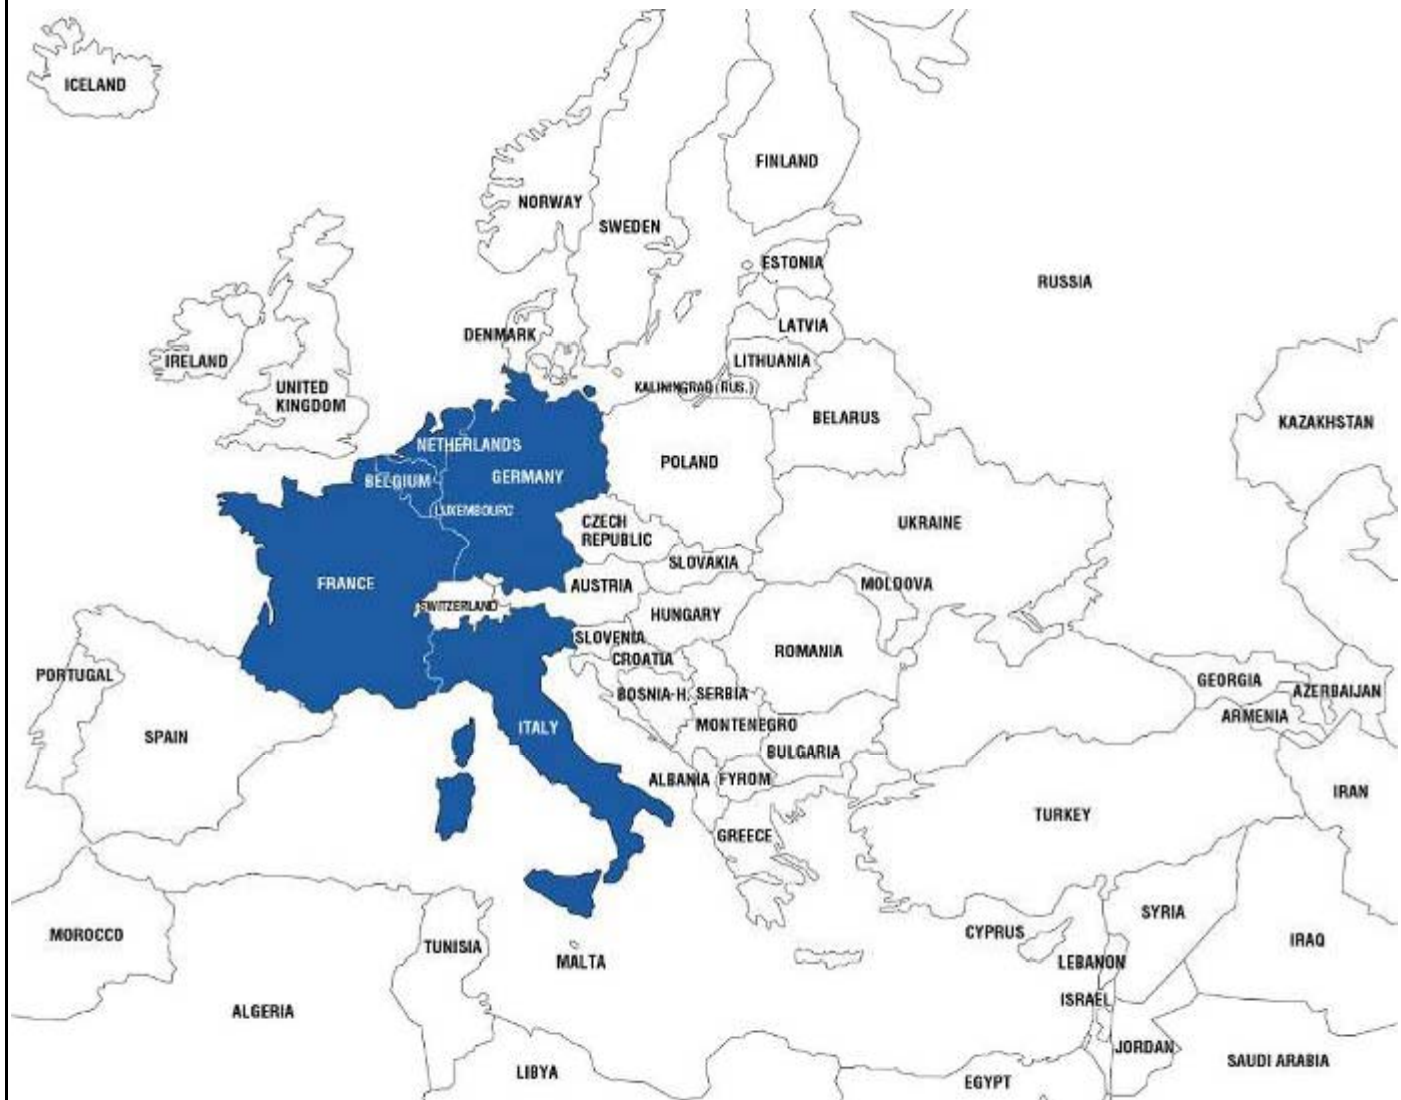 ICELAND
FINLAND
NORWAY
SWEDEN
ESTONIA
RUSSIA
LATVIA
DENMARK
IRELAND
LITHUANIA
KALININGRAD (RUS.)
UNITED
KINGDOM
BELARUS
KAZAKHSTAN
NETHERLANDS
POLAND
BELGIUM
GERMANY
LUXEMBOURG
CZECH
REPUBLIC
UKRAINE
SLOVAKIA
FRANCE
AUSTRIA
MOLDOVA
SWITZERLAND
HUNGARY
SLOVENIA
CROATIA
ROMANIA
PORTUGAL
GEORGIA
BOSNIA-H.
SERBIA
AZERBAIJAN
ARMENIA
SPAIN
ITALY
MONTENEGRO
BULGARIA
ALBANIA
FYROM
IRAN
TURKEY
GREECE
SYRIA
MOROCCO
TUNISIA
MALTA
CYPRUS
IRAQ
LEBANON
ISRAEL
ALGERIA
JORDAN
SAUDI ARABIA
LIBYA
EGYPT